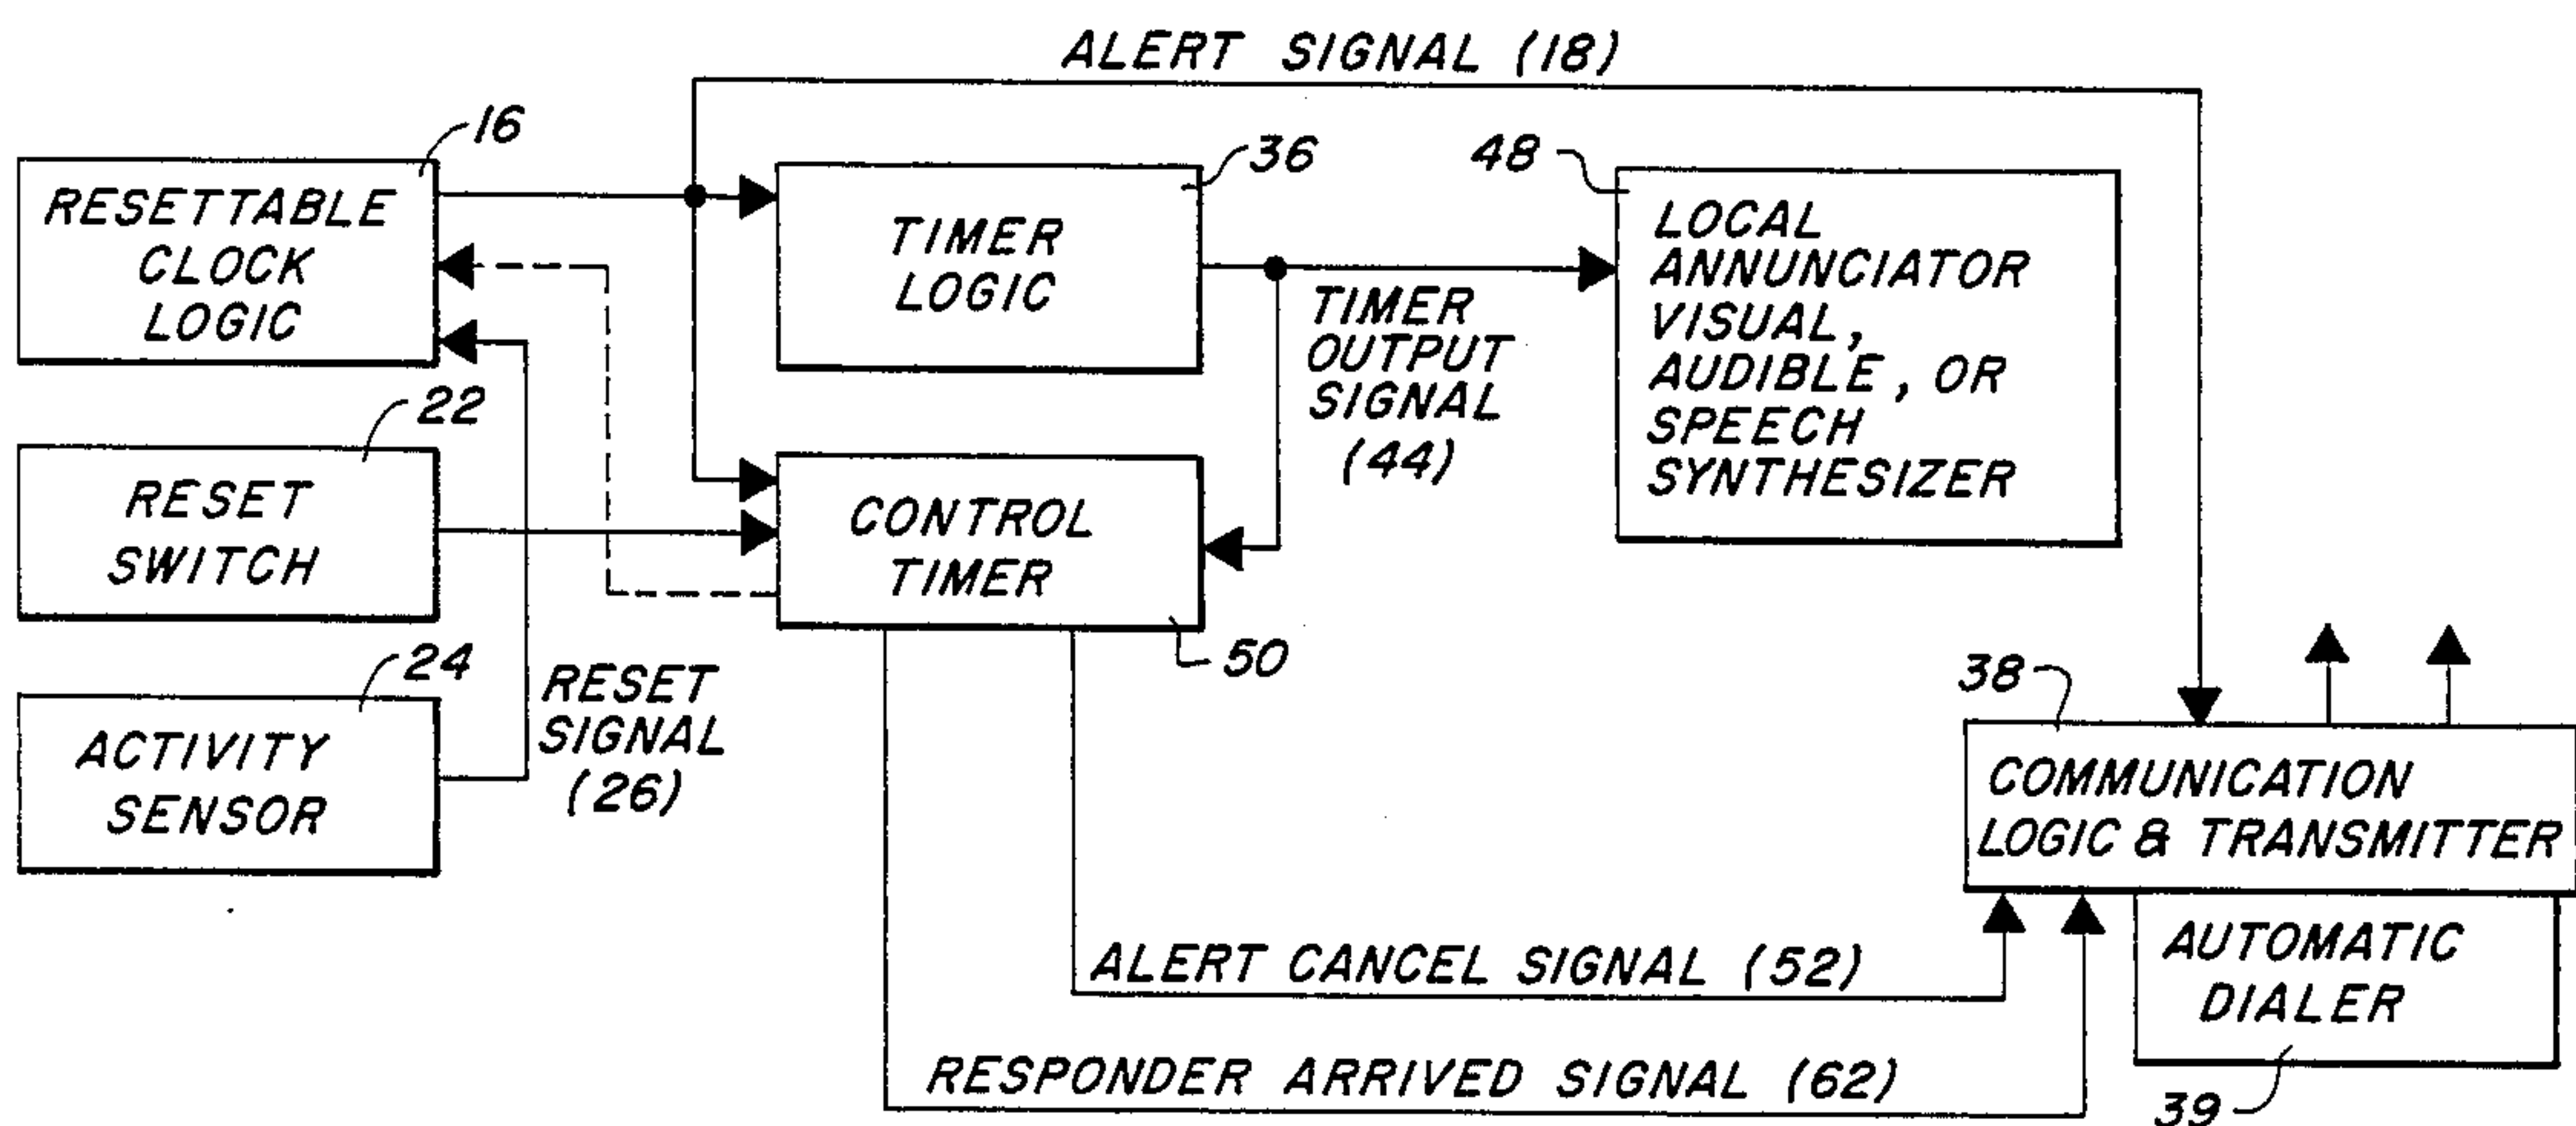 ALERT SIGNAL (18)
16
RESETTABLE
CLOCK
LOGIC
36
TIMER
LOGIC
48
LOCAL
ANNUNCIATOR
VISUAL,
AUDIBLE, OR
SPEECH
SYNTHESIZER
TIMER
OUTPUT
SIGNAL
(44)
22
RESET
SWITCH
CONTROL
TIMER
50
24
ACTIVITY
SENSOR
RESET
SIGNAL
(26)
38
COMMUNICATION
LOGIC & TRANSMITTER
AUTOMATIC
DIALER
39
ALERT CANCEL SIGNAL (52)
RESPONDER ARRIVED SIGNAL (62)